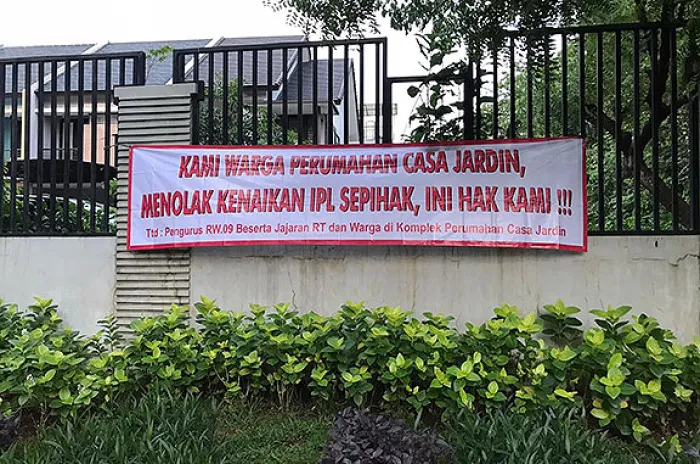 KAMI WARGA PERUMAHAN CASA JARDIN,
MENOLAK KENAIKAN IPL SEPIHAK, INI HAK KAMI !!!
Ttd : Pengurus RW.09 Beserta Jajaran RT dan Warga di Komplek Perumahan Casa Jardin